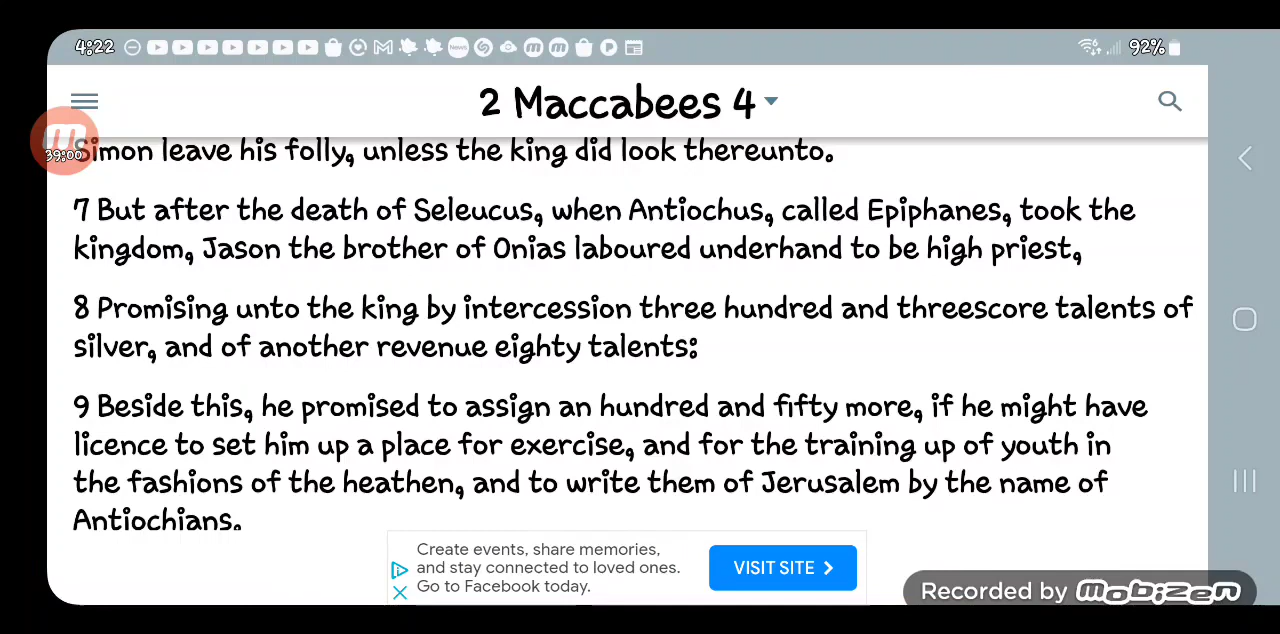 4:22
News
92%
2 Maccabees 4
39:00
Simon leave his folly, unless the king did look thereunto.
7 But after the death of Seleucus, when Antiochus, called Epiphanes, took the
kingdom, Jason the brother of Onias laboured underhand to be high priest,
8 Promising unto the king by intercession three hundred and threescore talents of
silver, and of another revenue eighty talents:
9 Beside this, he promised to assign an hundred and fifty more, if he might have
licence to set him up a place for exercise, and for the training up of youth in
the fashions of the heathen, and to write them of Jerusalem by the name of
Antiochians.
Create events, share memories,
and stay connected to loved ones.
Go to Facebook today.
VISIT SITE
Recorded by mobizen